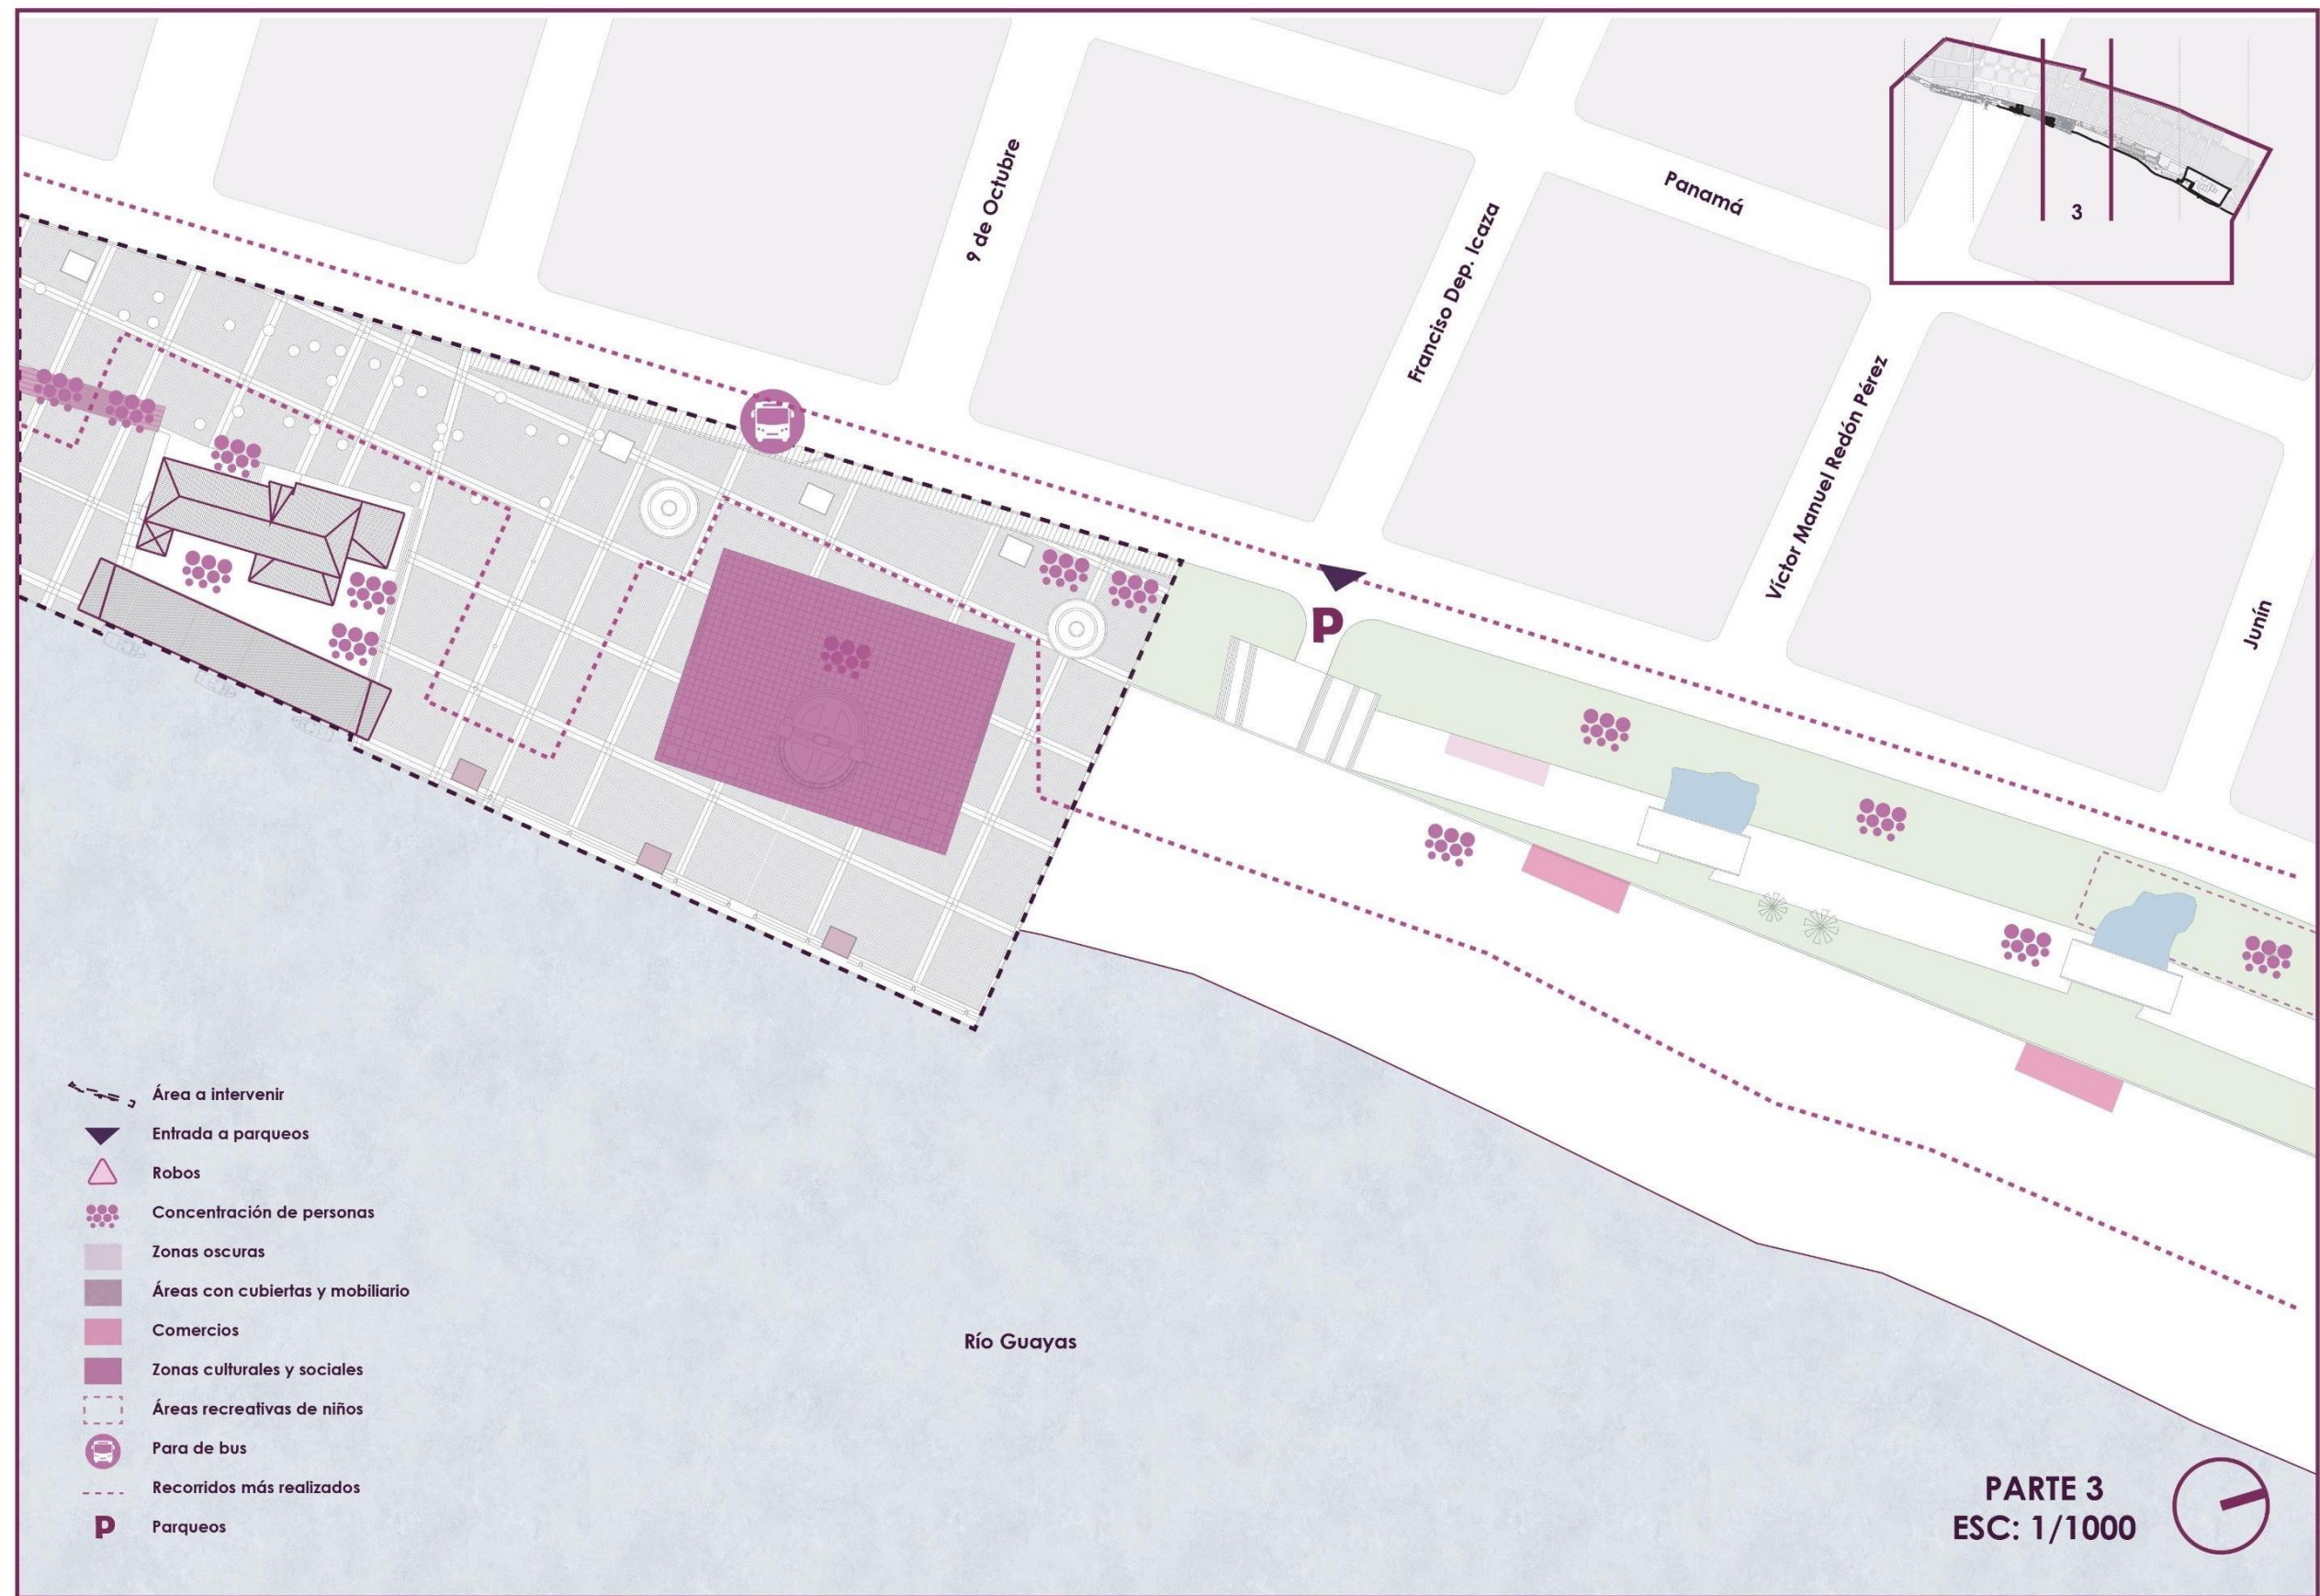 9 de Octubre
Franciso Dep. Icaza
Panamá
Víctor Manuel Redón Pérez
Junín
3
P
Área a intervenir
Entrada a parqueos
Robos
Concentración de personas
Zonas oscuras
Áreas con cubiertas y mobiliario
Comercios
Zonas culturales y sociales
Áreas recreativas de niños
Para de bus
Recorridos más realizados
P Parqueos
Río Guayas
PARTE 3
ESC: 1/1000